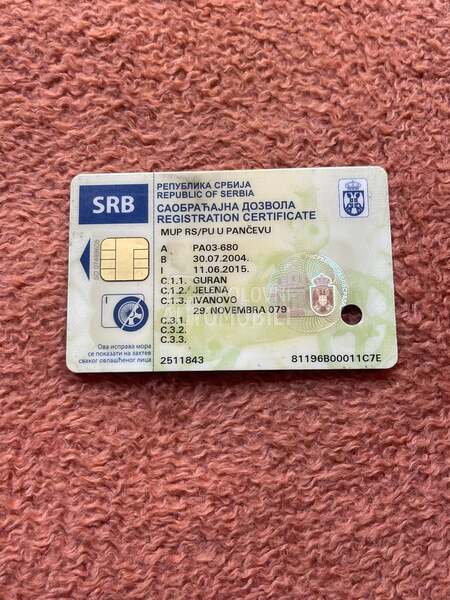 SRB
РЕПУБЛИКА СРБИЈА
REPUBLIC OF SERBIA
САОБРАЋАЈНА ДОЗВОЛА
REGISTRATION CERTIFICATE
MUP RS/PU U PANČEVU
A PA03-680
B 30.07.2004.
I 11.06.2015.
C.1.1. GURAN
C.1.2. JELENA
C.1.3. IVANOVO
29. NOVEMBRA 079
C.3.1.
C.3.2.
C.3.3.
Ова исправа мора
се показати на захтев
сваког овлашћеног лица
2511843
81196B00011C7E